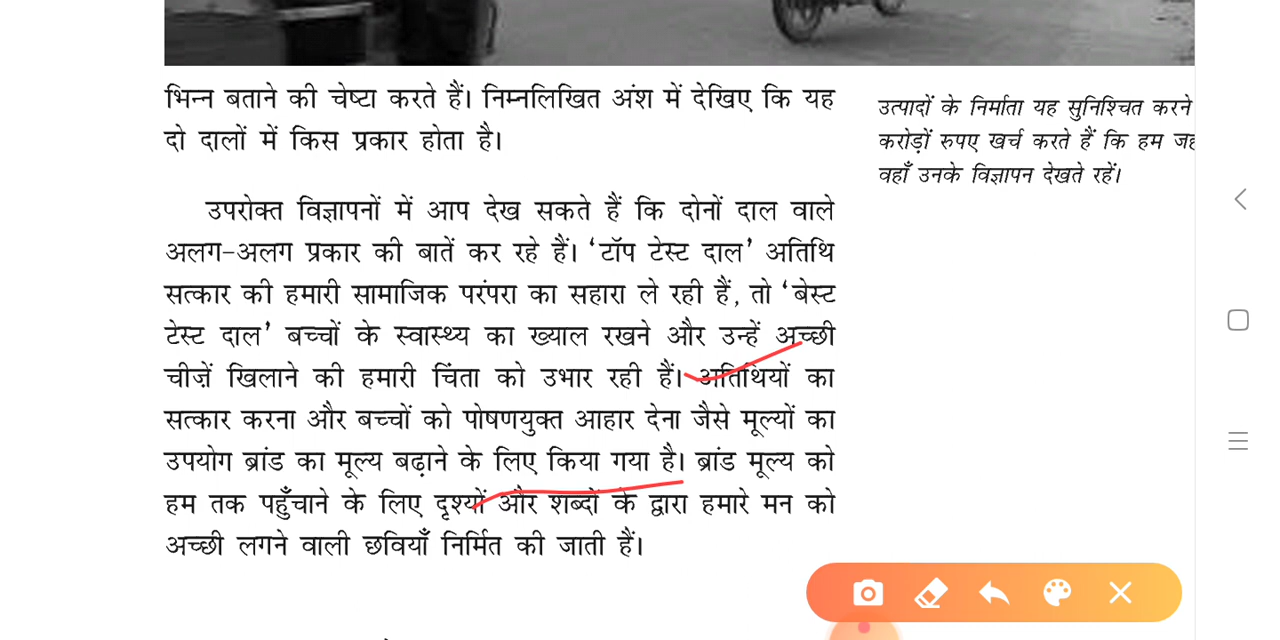 भिन्न बताने की चेष्टा करते हैं। निम्नलिखित अंश में देखिए कि यह
दो दालों में किस प्रकार होता है।
उपरोक्त विज्ञापनों में आप देख सकते हैं कि दोनों दाल वाले
अलग-अलग प्रकार की बातें कर रहे हैं। ‘टॉप टेस्ट दाल’ अतिथि
सत्कार की हमारी सामाजिक परंपरा का सहारा ले रही हैं, तो ‘बेस्ट
टेस्ट दाल’ बच्चों के स्वास्थ्य का ख्याल रखने और उन्हें अच्छी
चीज़ें खिलाने की हमारी चिंता को उभार रही हैं। अतिथियों का
सत्कार करना और बच्चों को पोषणयुक्त आहार देना जैसे मूल्यों का
उपयोग ब्रांड का मूल्य बढ़ाने के लिए किया गया है। ब्रांड मूल्य को
हम तक पहुँचाने के लिए दृश्यों और शब्दों के द्वारा हमारे मन को
अच्छी लगने वाली छवियाँ निर्मित की जाती हैं।
उत्पादों के निर्माता यह सुनिश्चित करने
करोड़ों रुपए खर्च करते हैं कि हम
वहाँ उनके विज्ञापन देखते रहें।